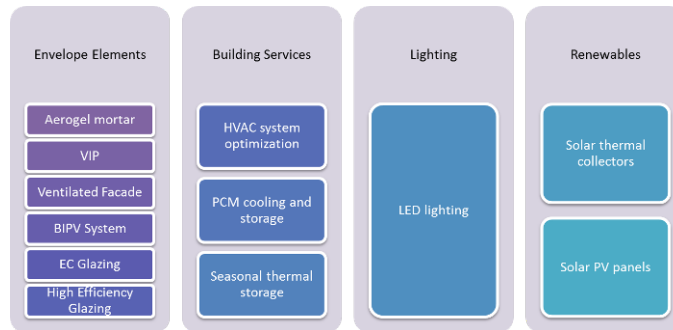 Envelope Elements
Aerogel mortar
VIP
Ventilated Facade
BIPV System
EC Glazing
High Efficiency
Glazing
Building Services
HVAC system
optimization
PCM cooling and
storage
Seasonal thermal
storage
Lighting
LED lighting
Renewables
Solar thermal
collectors
Solar PV panels